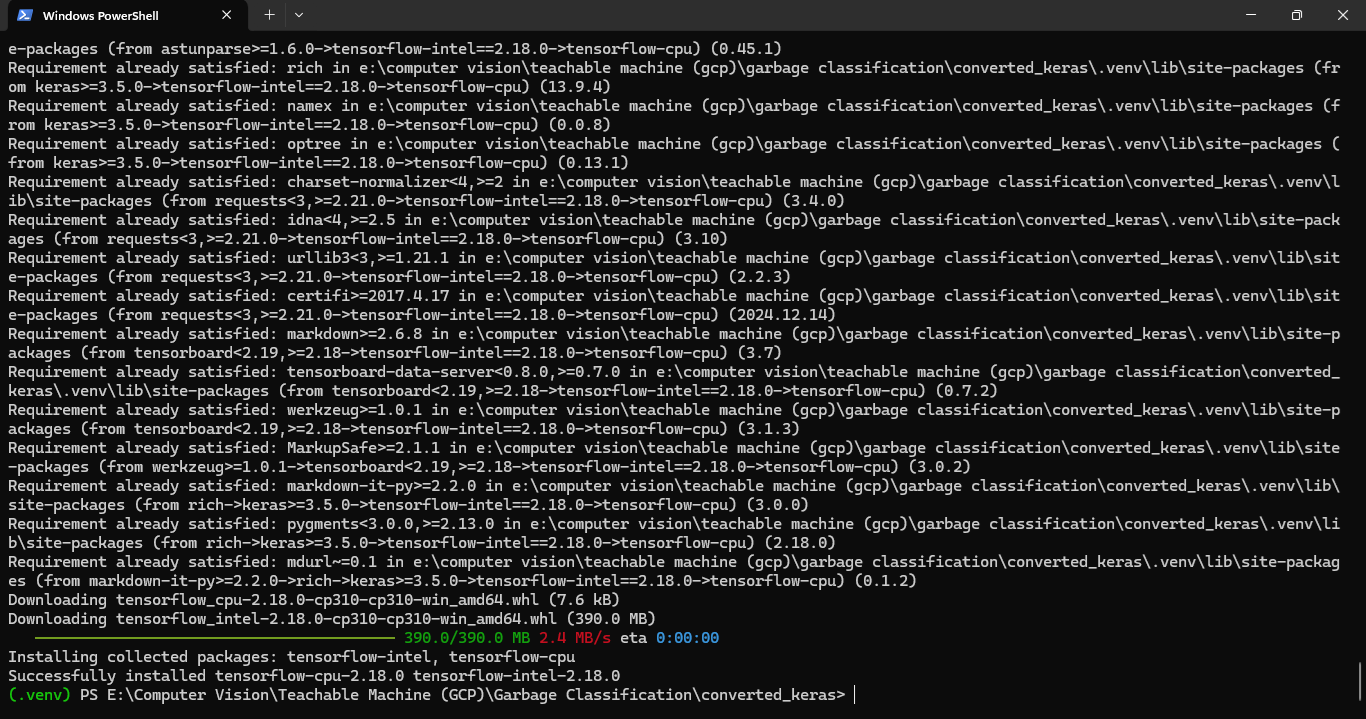 Windows PowerShell
e-packages (from astunparse>=1.6.0->tensorflow-intel==2.18.0->tensorflow-cpu) (0.45.1)
Requirement already satisfied: rich in e:\computer vision\teachable machine (gcp)\garbage classification\converted_keras\.venv\lib\site-packages (fr
om keras>=3.5.0->tensorflow-intel==2.18.0->tensorflow-cpu) (13.9.4)
Requirement already satisfied: namex in e:\computer vision\teachable machine (gcp)\garbage classification\converted_keras\.venv\lib\site-packages (f
rom keras>=3.5.0->tensorflow-intel==2.18.0->tensorflow-cpu) (0.0.8)
Requirement already satisfied: optree in e:\computer vision\teachable machine (gcp)\garbage classification\converted_keras\.venv\lib\site-packages (
from keras>=3.5.0->tensorflow-intel==2.18.0->tensorflow-cpu) (0.13.1)
Requirement already satisfied: charset-normalizer<4,>=2 in e:\computer vision\teachable machine (gcp)\garbage classification\converted_keras\.venv\l
ib\site-packages (from requests<3,>=2.21.0->tensorflow-intel==2.18.0->tensorflow-cpu) (3.4.0)
Requirement already satisfied: idna<4,>=2.5 in e:\computer vision\teachable machine (gcp)\garbage classification\converted_keras\.venv\lib\site-pack
ages (from requests<3,>=2.21.0->tensorflow-intel==2.18.0->tensorflow-cpu) (3.10)
Requirement already satisfied: urllib3<3,>=1.21.1 in e:\computer vision\teachable machine (gcp)\garbage classification\converted_keras\.venv\lib\sit
e-packages (from requests<3,>=2.21.0->tensorflow-intel==2.18.0->tensorflow-cpu) (2.2.3)
Requirement already satisfied: certifi>=2017.4.17 in e:\computer vision\teachable machine (gcp)\garbage classification\converted_keras\.venv\lib\sit
e-packages (from requests<3,>=2.21.0->tensorflow-intel==2.18.0->tensorflow-cpu) (2024.12.14)
Requirement already satisfied: markdown>=2.6.8 in e:\computer vision\teachable machine (gcp)\garbage classification\converted_keras\.venv\lib\site-p
ackages (from tensorboard<2.19,>=2.18->tensorflow-intel==2.18.0->tensorflow-cpu) (3.7)
Requirement already satisfied: tensorboard-data-server<0.8.0,>=0.7.0 in e:\computer vision\teachable machine (gcp)\garbage classification\converted_
keras\.venv\lib\site-packages (from tensorboard<2.19,>=2.18->tensorflow-intel==2.18.0->tensorflow-cpu) (0.7.2)
Requirement already satisfied: werkzeug>=1.0.1 in e:\computer vision\teachable machine (gcp)\garbage classification\converted_keras\.venv\lib\site-p
ackages (from tensorboard<2.19,>=2.18->tensorflow-intel==2.18.0->tensorflow-cpu) (3.1.3)
Requirement already satisfied: MarkupSafe>=2.1.1 in e:\computer vision\teachable machine (gcp)\garbage classification\converted_keras\.venv\lib\site
-packages (from werkzeug>=1.0.1->tensorboard<2.19,>=2.18->tensorflow-intel==2.18.0->tensorflow-cpu) (3.0.2)
Requirement already satisfied: markdown-it-py>=2.2.0 in e:\computer vision\teachable machine (gcp)\garbage classification\converted_keras\.venv\lib\
site-packages (from rich->keras>=3.5.0->tensorflow-intel==2.18.0->tensorflow-cpu) (3.0.0)
Requirement already satisfied: pygments<3.0.0,>=2.13.0 in e:\computer vision\teachable machine (gcp)\garbage classification\converted_keras\.venv\li
b\site-packages (from rich->keras>=3.5.0->tensorflow-intel==2.18.0->tensorflow-cpu) (2.18.0)
Requirement already satisfied: mdurl~=0.1 in e:\computer vision\teachable machine (gcp)\garbage classification\converted_keras\.venv\lib\site-packag
es (from markdown-it-py>=2.2.0->rich->keras>=3.5.0->tensorflow-intel==2.18.0->tensorflow-cpu) (0.1.2)
Downloading tensorflow_cpu-2.18.0-cp310-cp310-win_amd64.whl (7.6 kB)
Downloading tensorflow_intel-2.18.0-cp310-cp310-win_amd64.whl (390.0 MB)
390.0/390.0 MB 2.4 MB/s eta 0:00:00
Installing collected packages: tensorflow-intel, tensorflow-cpu
Successfully installed tensorflow-cpu-2.18.0 tensorflow-intel-2.18.0
(.venv) PS E:\Computer Vision\Teachable Machine (GCP)\Garbage Classification\converted_keras>